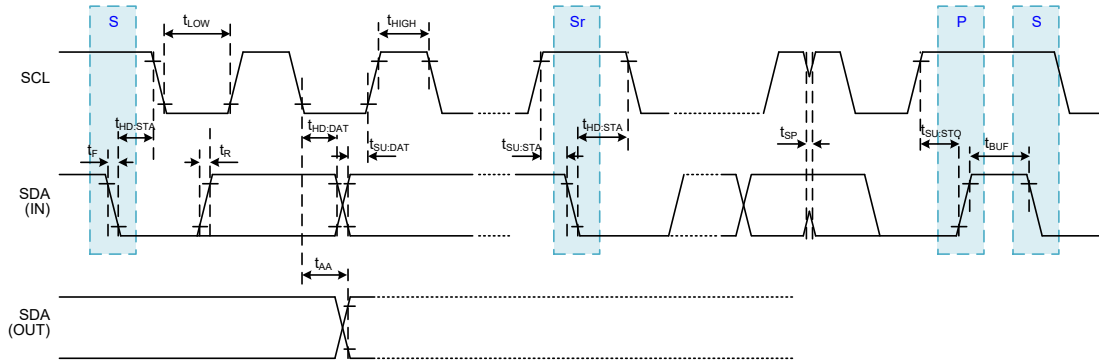 S
Sr
P
S
tLOW
tHIGH
SCL
tHD:STA
tHD:DAT
tSU:DAT
tSU:STA
tHD:STA
tSP
tSU:STO
tBUF
tF
tR
SDA
(IN)
tAA
SDA
(OUT)